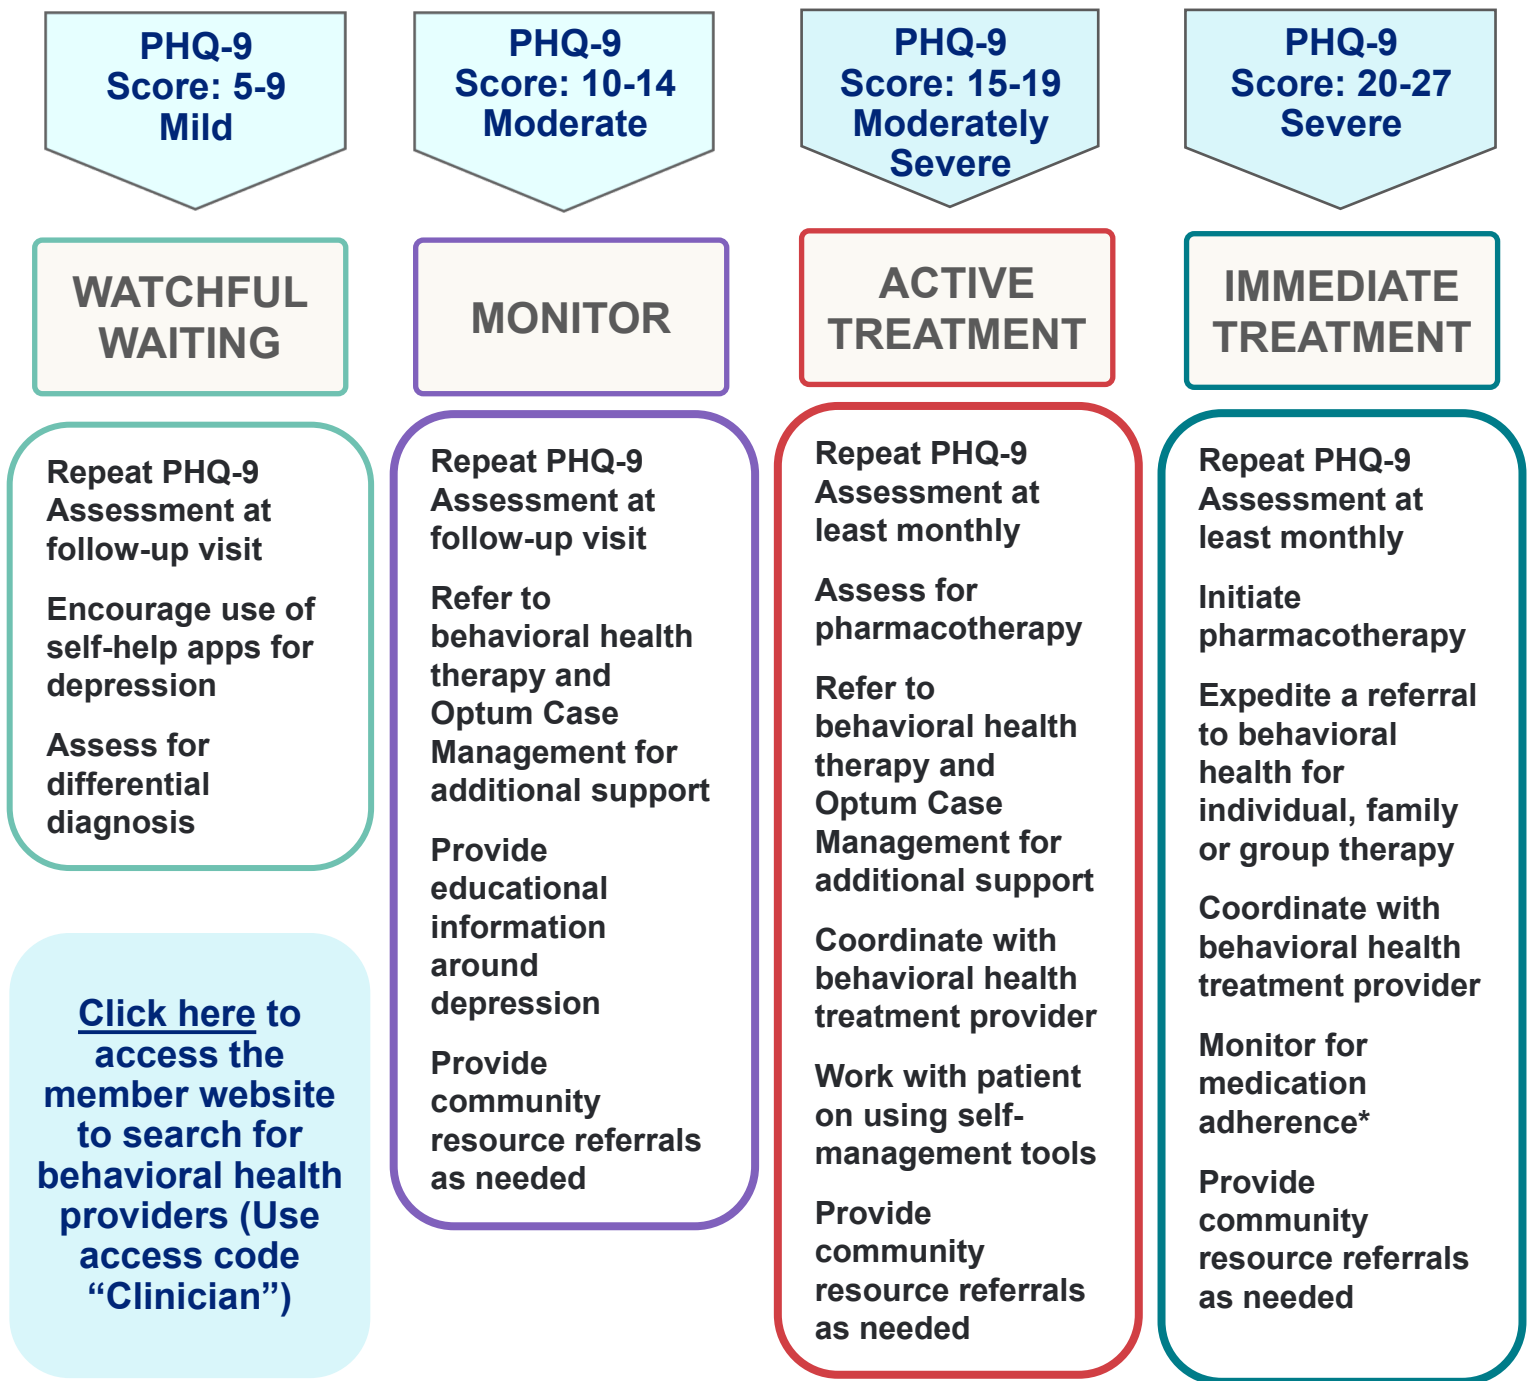 PHQ-9
Score: 5-9
Mild
WATCHFUL
WAITING
Repeat PHQ-9
Assessment at
follow-up visit
Encourage use of
self-help apps for
depression
Assess for
differential
diagnosis
Click here to
access the
member website
to search for
behavioral health
providers (Use
access code
“Clinician”)
PHQ-9
Score: 10-14
Moderate
MONITOR
Repeat PHQ-9
Assessment at
follow-up visit
Refer to
behavioral health
therapy and
Optum Case
Management for
additional support
Provide
educational
information
around
depression
Provide
community
resource referrals
as needed
PHQ-9
Score: 15-19
Moderately
Severe
ACTIVE
TREATMENT
Repeat PHQ-9
Assessment at
least monthly
Assess for
pharmacotherapy
Refer to
behavioral health
therapy and
Optum Case
Management for
additional support
Coordinate with
behavioral health
treatment provider
Work with patient
on using self-
management tools
Provide
community
resource referrals
as needed
PHQ-9
Score: 20-27
Severe
IMMEDIATE
TREATMENT
Repeat PHQ-9
Assessment at
least monthly
Initiate
pharmacotherapy
Expedite a referral
to behavioral
health for
individual, family
or group therapy
Coordinate with
behavioral health
treatment provider
Monitor for
medication
adherence*
Provide
community
resource referrals
as needed